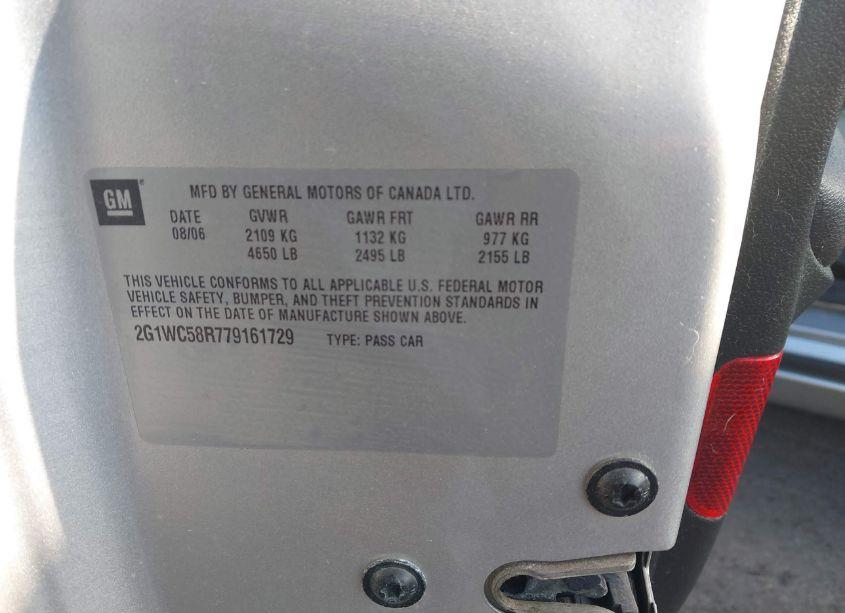 GM
MFD BY GENERAL MOTORS OF CANADA LTD.
DATE GVWR GAWR FRT GAWR RR
08/06 2109 KG 1132 KG 977 KG
4650 LB 2495 LB 2155 LB
THIS VEHICLE CONFORMS TO ALL APPLICABLE U.S. FEDERAL MOTOR
VEHICLE SAFETY, BUMPER, AND THEFT PREVENTION STANDARDS IN
EFFECT ON THE DATE OF MANUFACTURE SHOWN ABOVE.
2G1WC58R779161729 TYPE: PASS CAR